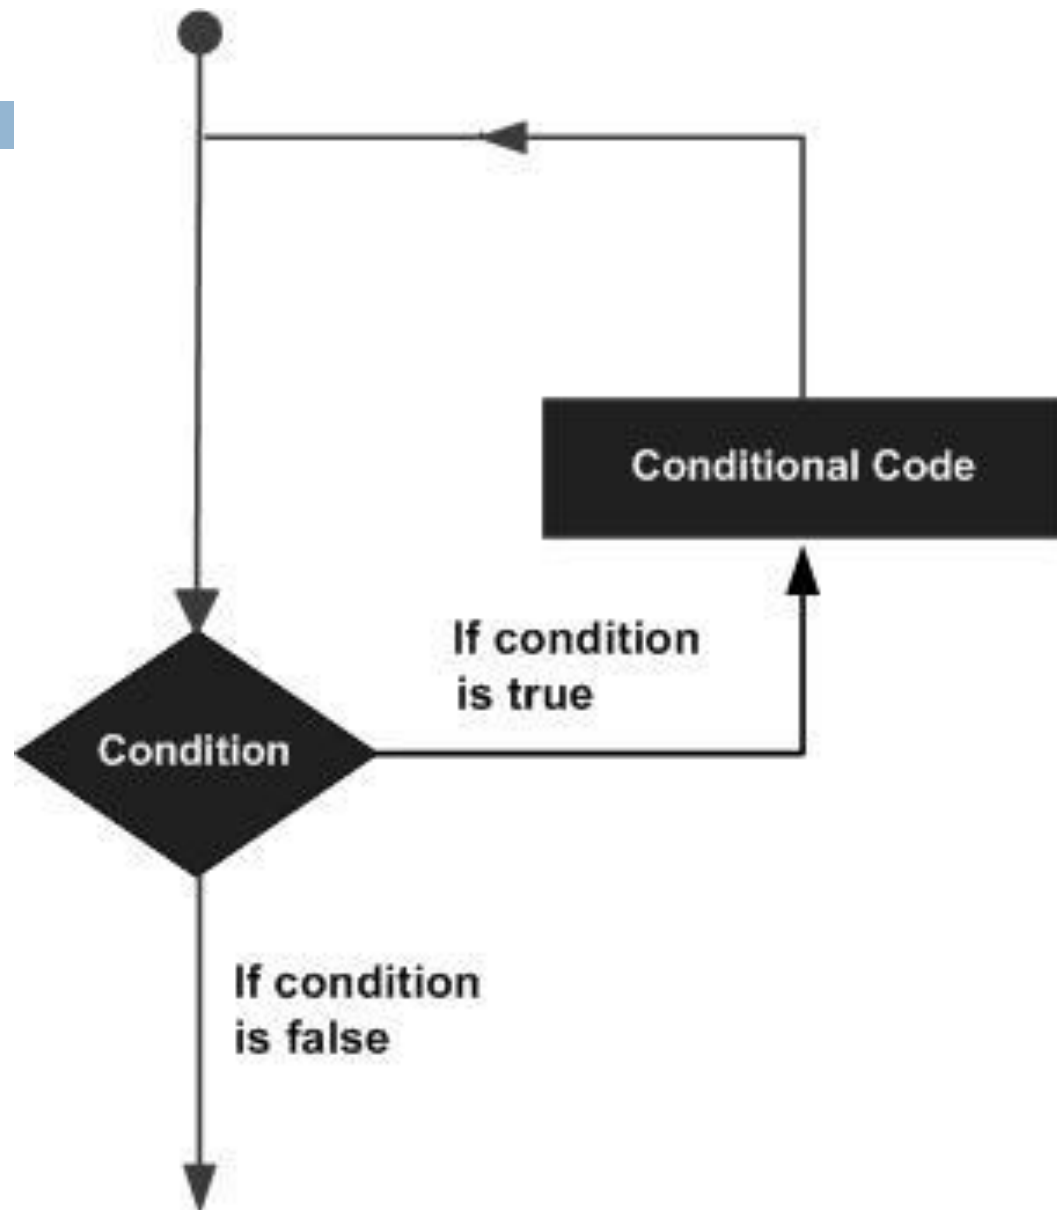 Conditional Code
If condition
is true
Condition
If condition
is false